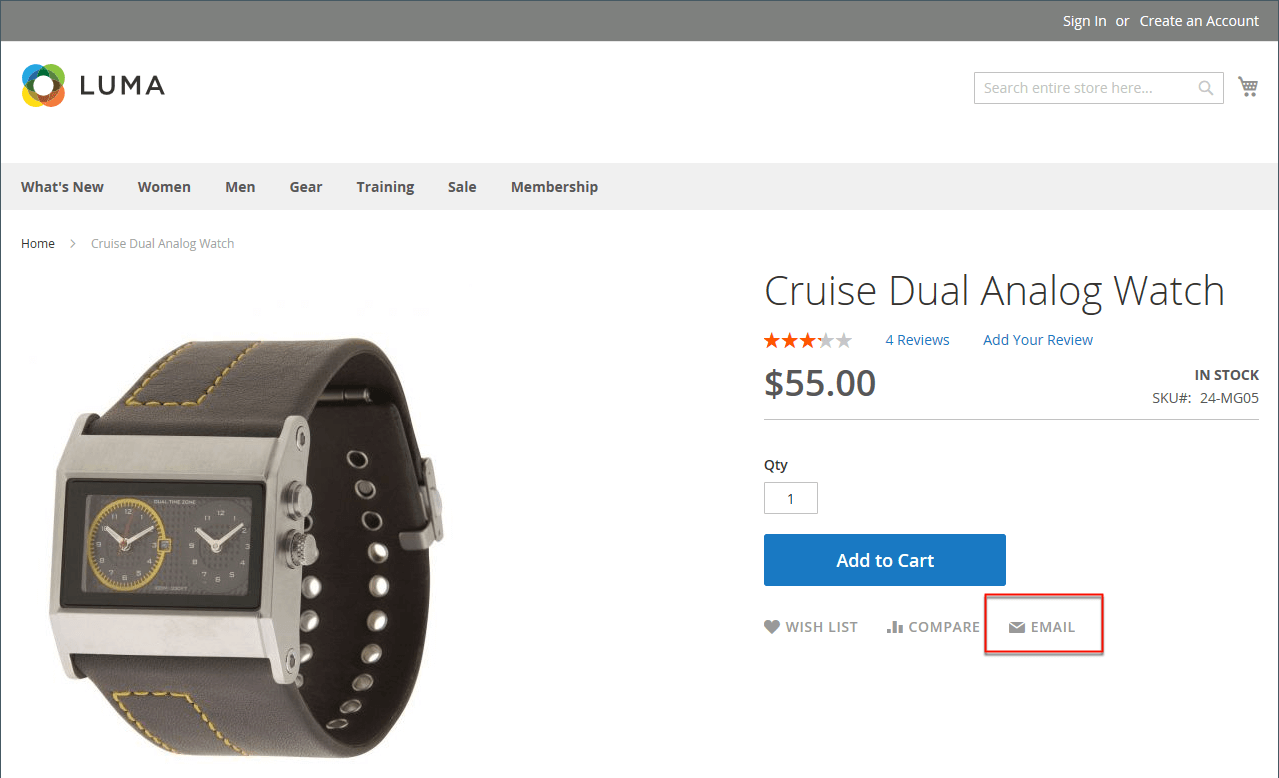 Sign In or Create an Account
LUMA
Search entire store here...
What's New Women Men Gear Training Sale Membership
Home > Cruise Dual Analog Watch
Cruise Dual Analog Watch
4 Reviews Add Your Review
$55.00
IN STOCK
SKU#: 24-MG05
Qty
1
Add to Cart
WISH LIST COMPARE EMAIL
DUAL TIME ZONE